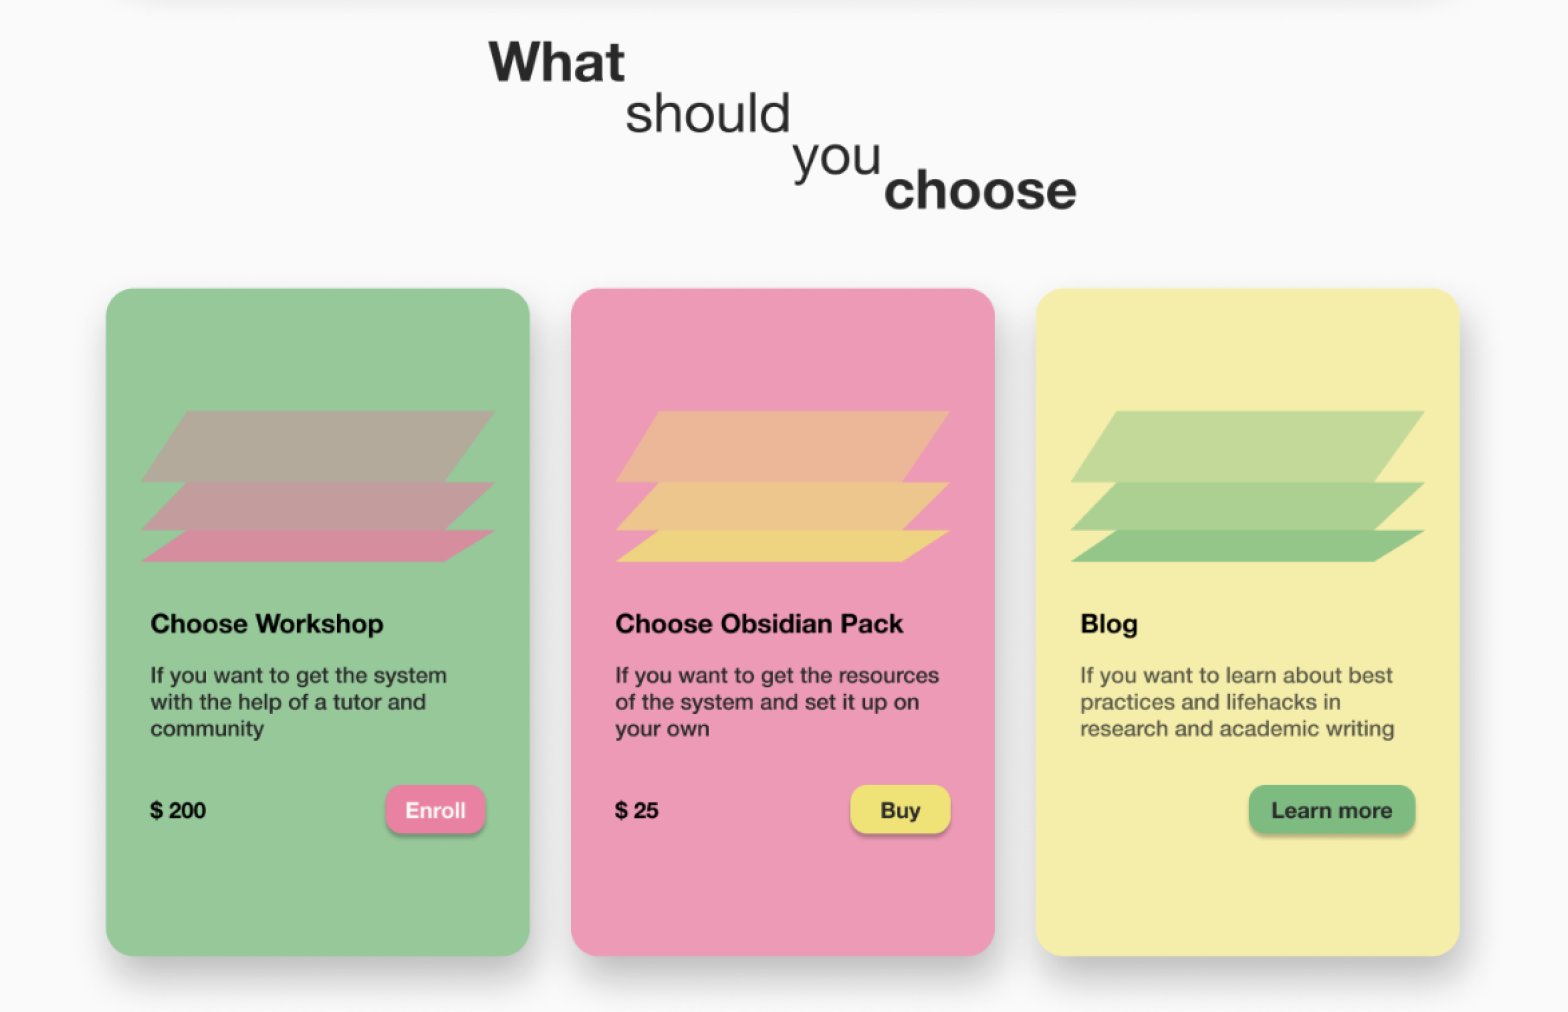 What
should
you
choose
Choose Workshop
If you want to get the system
with the help of a tutor and
community
$ 200
Enroll
Choose Obsidian Pack
If you want to get the resources
of the system and set it up on
your own
$ 25
Buy
Blog
If you want to learn about best
practices and lifehacks in
research and academic writing
Learn more